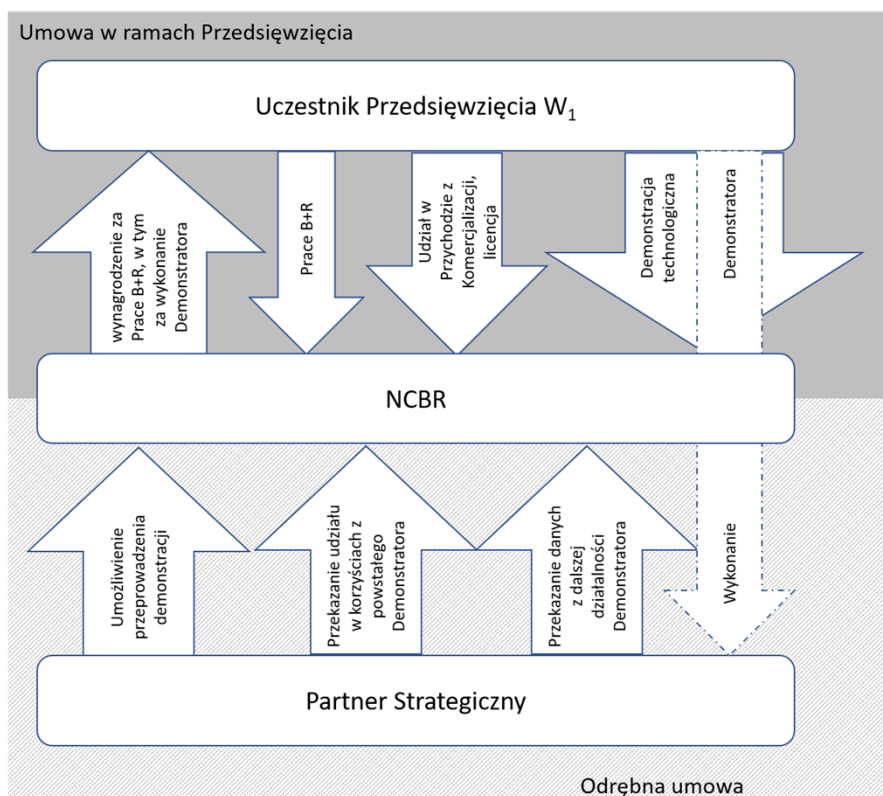 Umowa w ramach Przedsięwzięcia
Uczestnik Przedsięwzięcia W₁
wynagrodzenie za
Prace B+R, w tym
za wykonanie
Demonstratora
Prace B+R
Udział w
Przychodzie z
Komercjalizacji,
licencja
Demonstracja
technologiczna
Demonstratora
NCBR
Umożliwienie
przeprowadzenia
demonstracji
Przekazanie udziału
w korzyściach z
powstałego
Demonstratora
Przekazanie danych
z dalszej
działalności
Demonstratora
Wykonanie
Partner Strategiczny
Odrębna umowa